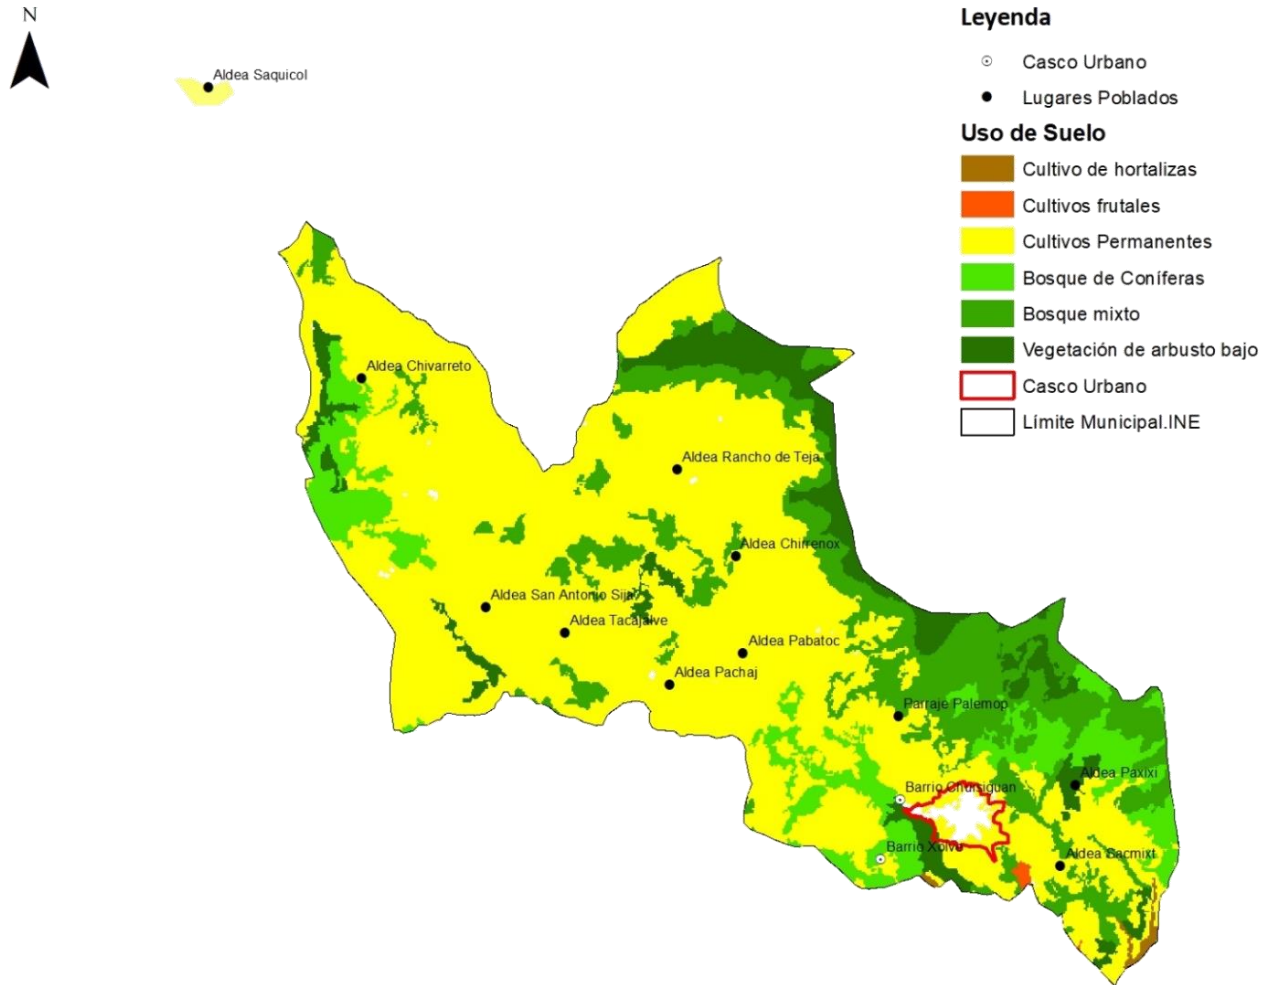 N
Aldea Saquicol
Aldea Chivarreto
Aldea Rancho de Teja
Aldea Chirrenox
Aldea San Antonio Sija
Aldea Tacajalve
Aldea Pabatoc
Aldea Pachaj
Parraje Palemop
Aldea Paxixi
Barrio Chuisiguan
Barrio Xolve
Aldea Sacmixt
Leyenda
Casco Urbano
Lugares Poblados
Uso de Suelo
Cultivo de hortalizas
Cultivos frutales
Cultivos Permanentes
Bosque de Coníferas
Bosque mixto
Vegetación de arbusto bajo
Casco Urbano
Límite Municipal.INE